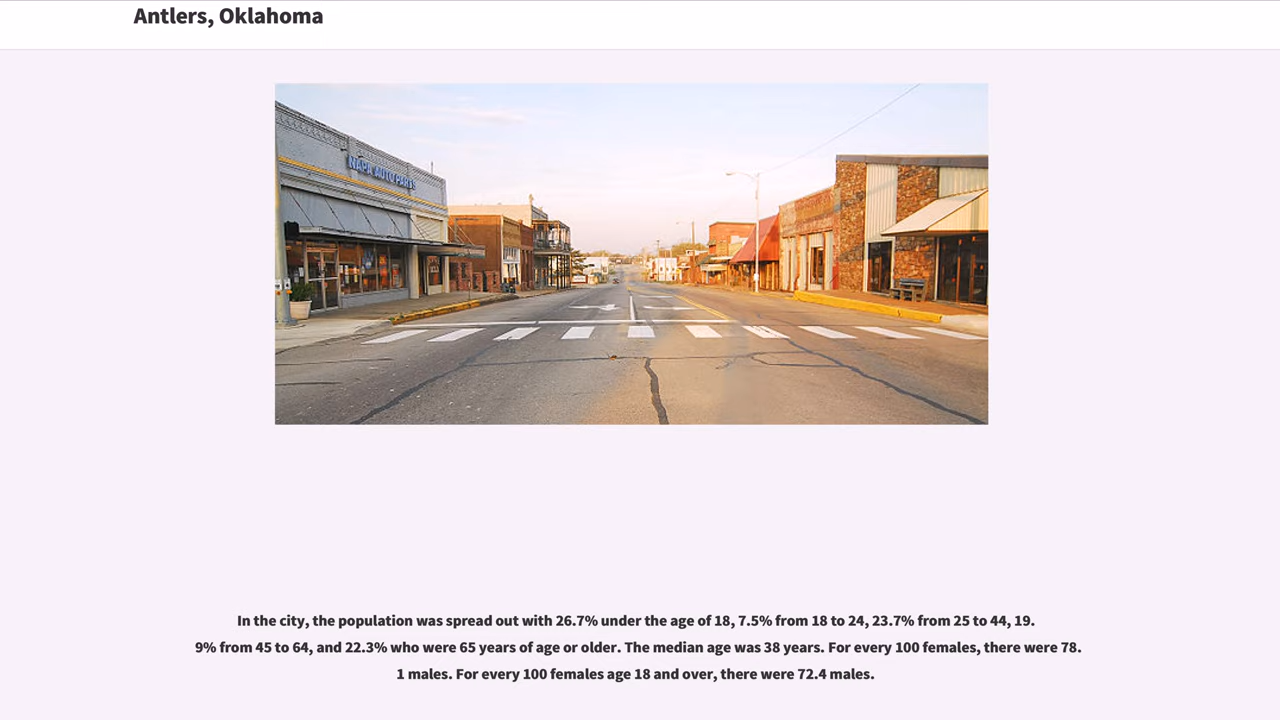 Antlers, Oklahoma
NAPA AUTO PARTS
In the city, the population was spread out with 26.7% under the age of 18, 7.5% from 18 to 24, 23.7% from 25 to 44, 19.
9% from 45 to 64, and 22.3% who were 65 years of age or older. The median age was 38 years. For every 100 females, there were 78.
1 males. For every 100 females age 18 and over, there were 72.4 males.